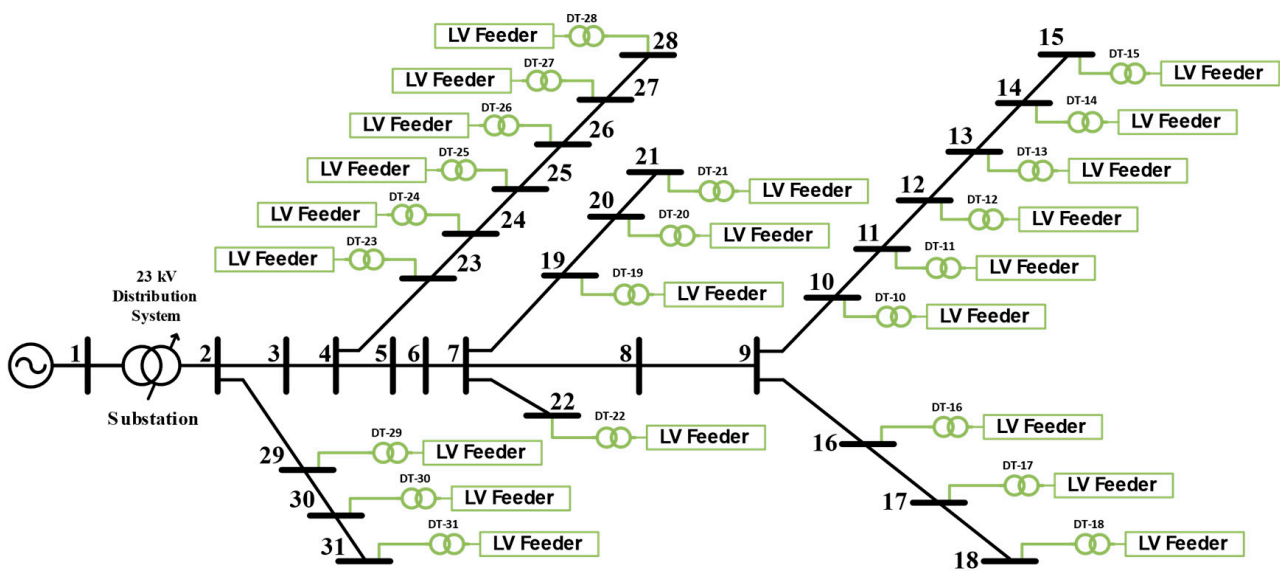 DT-28
LV Feeder
28
DT-27
LV Feeder
27
DT-26
LV Feeder
26
DT-25
LV Feeder
25
DT-24
LV Feeder
24
DT-23
LV Feeder
23
21
DT-21
LV Feeder
20
DT-20
LV Feeder
19
DT-19
LV Feeder
15
DT-15
LV Feeder
14
DT-14
LV Feeder
13
DT-13
LV Feeder
12
DT-12
LV Feeder
11
DT-11
LV Feeder
10
DT-10
LV Feeder
23 kV
Distribution
System
1
2
3
4
5
6
7
8
9
Substation
22
DT-22
LV Feeder
29
DT-29
LV Feeder
30
DT-30
LV Feeder
31
DT-31
LV Feeder
16
DT-16
LV Feeder
17
DT-17
LV Feeder
18
DT-18
LV Feeder